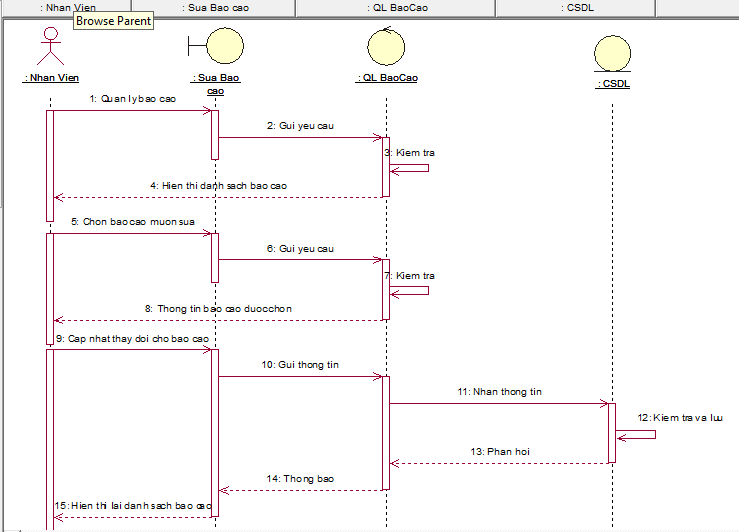 : Nhan Vien : Sua Bao cao : QL BaoCao : CSDL
Browse Parent
: Nhan Vien : Sua Bao cao : QL BaoCao : CSDL
1: Quan ly bao cao
2: Gui yeu cau
3: Kiem tra
4: Hien thi danh sach bao cao
5: Chon bao cao muon sua
6: Gui yeu cau
7: Kiem tra
8: Thong tin bao cao duoc chon
9: Cap nhat thay doi cho bao cao
10: Gui thong tin
11: Nhan thong tin
12: Kiem tra va luu
13: Phan hoi
14: Thong bao
15: Hien thi lai danh sach bao cao